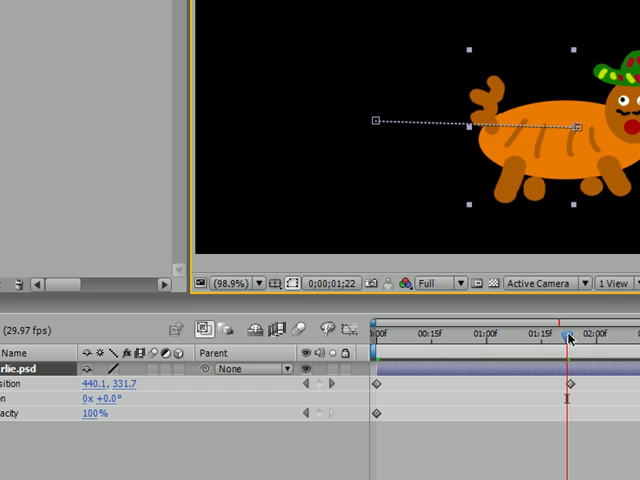 (98.9%) 0;00;01;22 Full Active Camera 1 View
(29.97 fps)
:00f 00:15f 01:00f 01:15f 02:00f
Name fx Parent
rlie.psd None
sition 440.1, 331.7
on 0x +0.0°
acity 100%